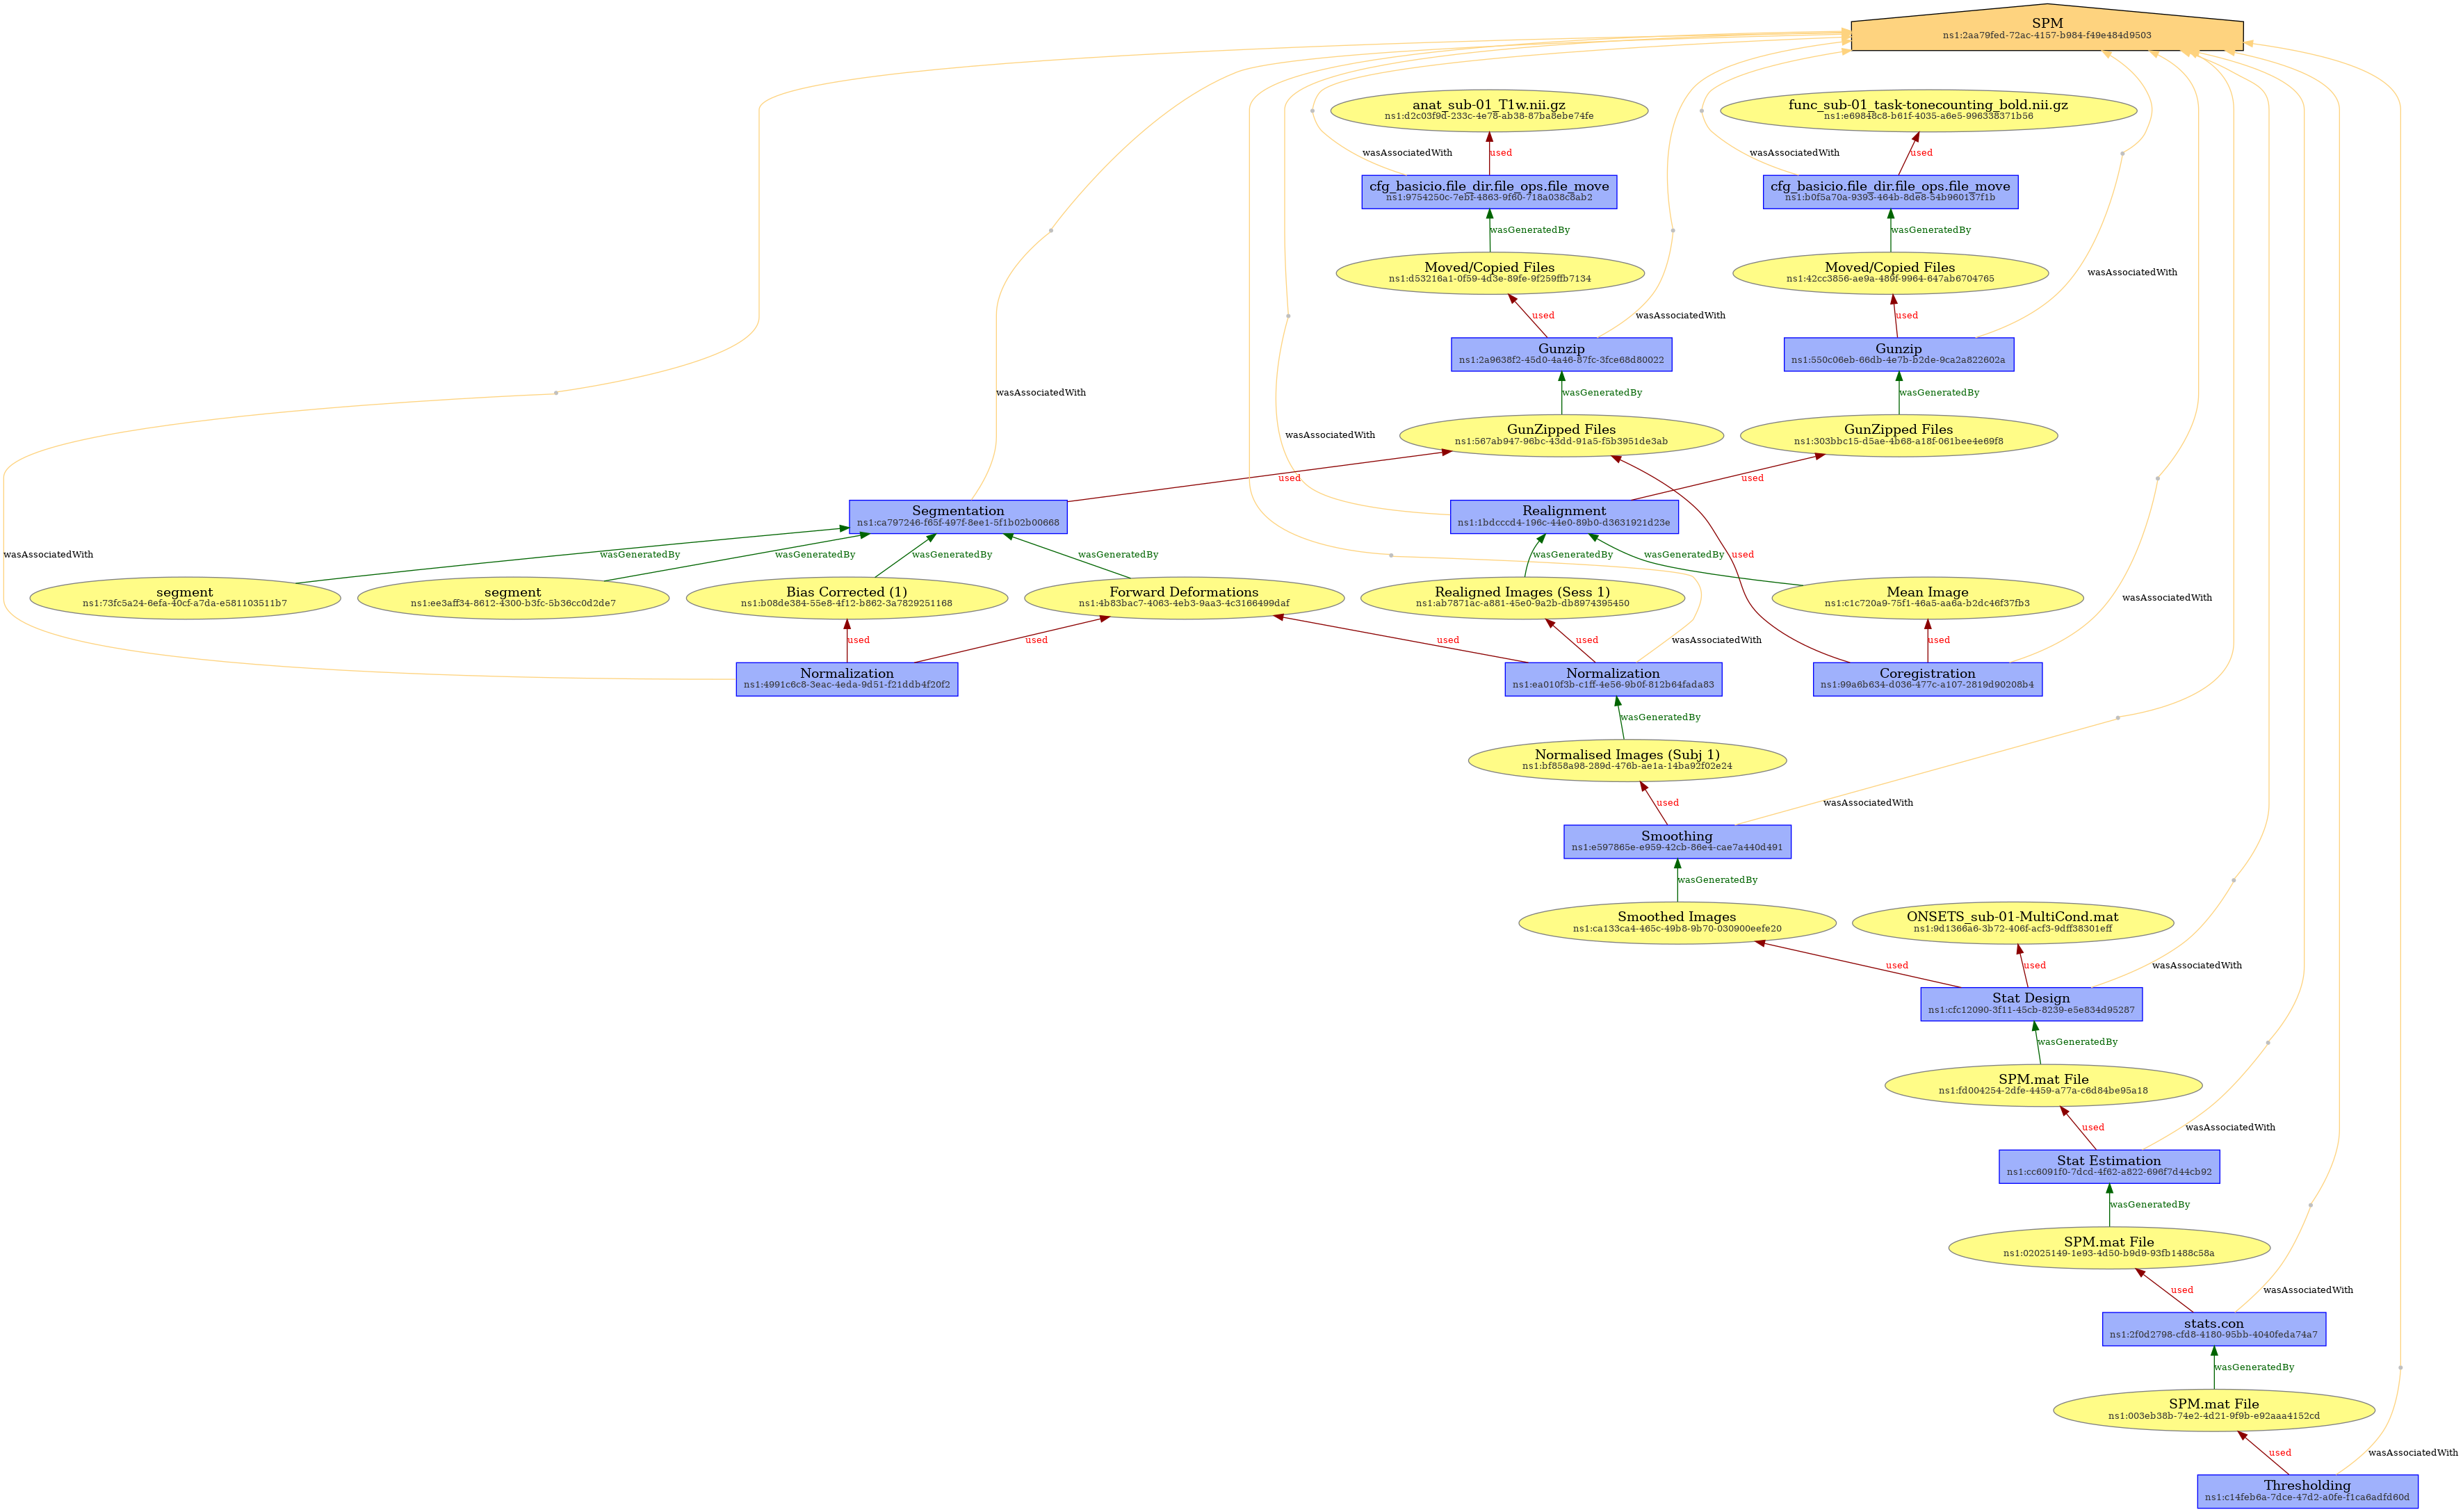 SPM
ns1:2aa79fed-72ac-4157-b984-f49e484d9503
anat_sub-01_T1w.nii.gz
ns1:d2c03f9d-233c-4e78-ab38-87ba8ebe74fe
func_sub-01_task-tonecounting_bold.nii.gz
ns1:e69848c8-b61f-4035-a6e5-996338371b56
wasAssociatedWith
used
wasAssociatedWith
used
cfg_basicio.file_dir.file_ops.file_move
ns1:9754250c-7ebf-4863-9f60-718a038c8ab2
cfg_basicio.file_dir.file_ops.file_move
ns1:b0f5a70a-9393-464b-8de8-54b960137f1b
wasGeneratedBy
wasGeneratedBy
Moved/Copied Files
ns1:d53216a1-0f59-4d3e-89fe-9f259ffb7134
Moved/Copied Files
ns1:42cc3856-ae9a-489f-9964-647ab6704765
wasAssociatedWith
used
wasAssociatedWith
used
Gunzip
ns1:2a9638f2-45d0-4a46-87fc-3fce68d80022
Gunzip
ns1:550c06eb-66db-4e7b-b2de-9ca2a822602a
wasAssociatedWith
wasGeneratedBy
wasGeneratedBy
wasAssociatedWith
GunZipped Files
ns1:567ab947-96bc-43dd-91a5-f5b3951de3ab
GunZipped Files
ns1:303bbc15-d5ae-4b68-a18f-061bee4e69f8
used
used
Segmentation
ns1:ca797246-f65f-497f-8ee1-5f1b02b00668
Realignment
ns1:1bdcccd4-196c-44e0-89b0-d3631921d23e
wasAssociatedWith
wasGeneratedBy
wasGeneratedBy
wasGeneratedBy
wasGeneratedBy
wasGeneratedBy
wasGeneratedBy
used
segment
ns1:73fc5a24-6efa-40cf-a7da-e581103511b7
segment
ns1:ee3aff34-8612-4300-b3fc-5b36cc0d2de7
Bias Corrected (1)
ns1:b08de384-55e8-4f12-b862-3a7829251168
Forward Deformations
ns1:4b83bac7-4063-4eb3-9aa3-4c3166499daf
Realigned Images (Sess 1)
ns1:ab7871ac-a881-45e0-9a2b-db8974395450
Mean Image
ns1:c1c720a9-75f1-46a5-aa6a-b2dc46f37fb3
wasAssociatedWith
used
used
used
used
wasAssociatedWith
used
Normalization
ns1:4991c6c8-3eac-4eda-9d51-f21ddb4f20f2
Normalization
ns1:ea010f3b-c1ff-4e56-9b0f-812b64fada83
Coregistration
ns1:99a6b634-d036-477c-a107-2819d90208b4
wasGeneratedBy
Normalised Images (Subj 1)
ns1:bf858a98-289d-476b-ae1a-14ba92f02e24
used
wasAssociatedWith
Smoothing
ns1:e597865e-e959-42cb-86e4-cae7a440d491
wasGeneratedBy
Smoothed Images
ns1:ca133ca4-465c-49b8-9b70-030900eefe20
ONSETS_sub-01-MultiCond.mat
ns1:9d1366a6-3b72-406f-acf3-9dff38301eff
used
used
wasAssociatedWith
Stat Design
ns1:cfc12090-3f11-45cb-8239-e5e834d95287
wasGeneratedBy
SPM.mat File
ns1:fd004254-2dfe-4459-a77a-c6d84be95a18
used
wasAssociatedWith
Stat Estimation
ns1:cc6091f0-7dcd-4f62-a822-696f7d44cb92
wasGeneratedBy
SPM.mat File
ns1:02025149-1e93-4d50-b9d9-93fb1488c58a
used
wasAssociatedWith
stats.con
ns1:2f0d2798-cfd8-4180-95bb-4040feda74a7
wasGeneratedBy
SPM.mat File
ns1:003eb38b-74e2-4d21-9f9b-e92aaa4152cd
used
wasAssociatedWith
Thresholding
ns1:c14feb6a-7dce-47d2-a0fe-f1ca6adfd60d